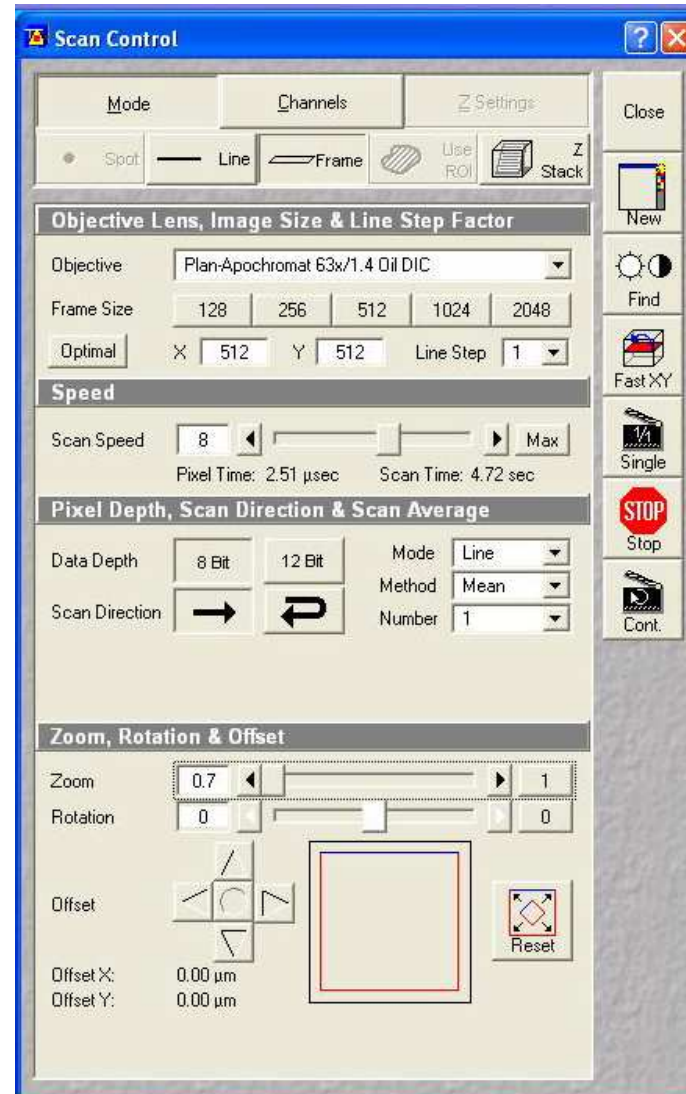 Scan Control
Mode Channels Z Settings Close
Spot Line Frame Use ROI Z Stack
New
Objective Lens, Image Size & Line Step Factor
Objective Plan-Apochromat 63x/1.4 Oil DIC
Find
Frame Size 128 256 512 1024 2048
Optimal X 512 Y 512 Line Step 1
Fast XY
Speed
Scan Speed 8 Max
1/1
Single
Pixel Time: 2.51 µsec Scan Time: 4.72 sec
Pixel Depth, Scan Direction & Scan Average
STOP
Stop
Data Depth 8 Bit 12 Bit Mode Line
Method Mean
Scan Direction Number 1
Cont.
Zoom, Rotation & Offset
Zoom 0.7 1
Rotation 0 0
Offset
Reset
Offset X: 0.00 µm
Offset Y: 0.00 µm